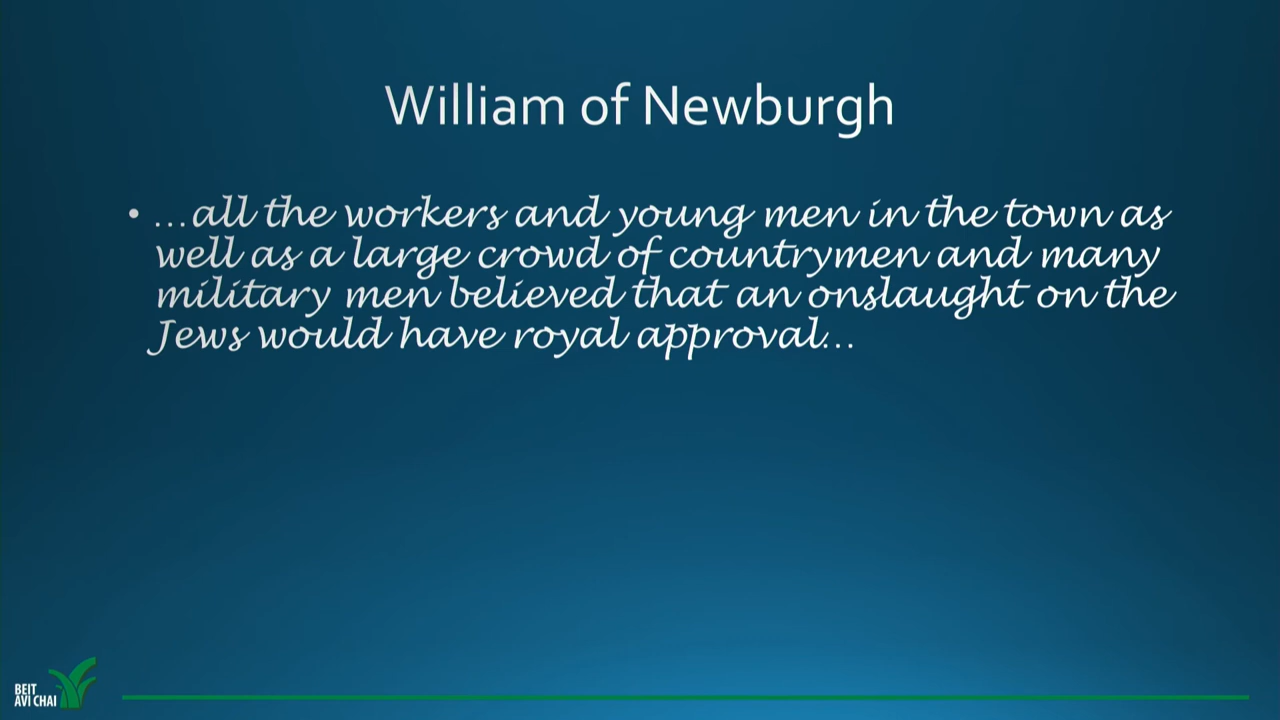 William of Newburgh
• …all the workers and young men in the town as
well as a large crowd of countrymen and many
military men believed that an onslaught on the
Jews would have royal approval…
BEIT
AVI CHAI